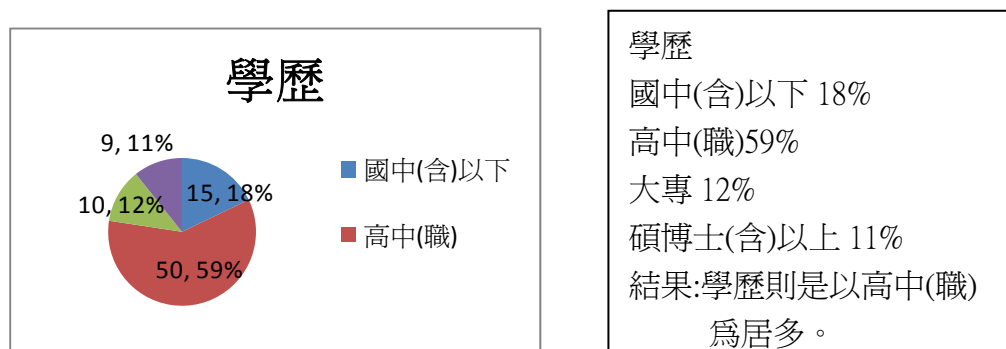 學歷
9, 11%
15, 18%
10, 12%
50, 59%
國中(含)以下
高中(職)
學歷
國中(含)以下 18%
高中(職)59%
大專 12%
碩博士(含)以上 11%
結果:學歷則是以高中(職)
為居多。